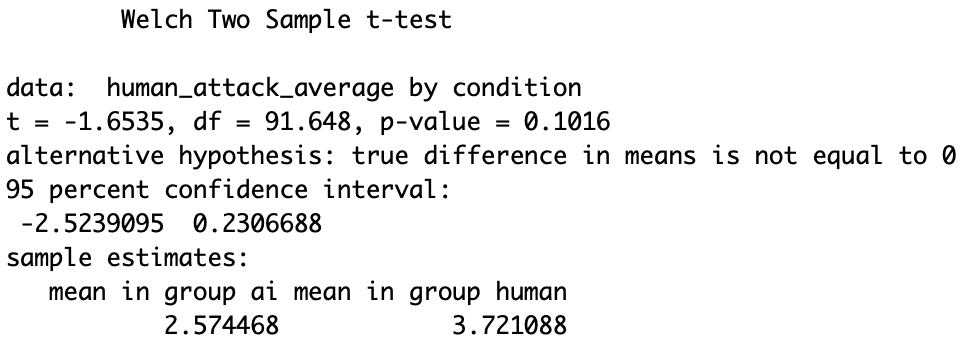 Welch Two Sample t-test
data:  human_attack_average by condition
t = -1.6535, df = 91.648, p-value = 0.1016
alternative hypothesis: true difference in means is not equal to 0
95 percent confidence interval:
 -2.5239095  0.2306688
sample estimates:
   mean in group ai mean in group human
           2.574468            3.721088